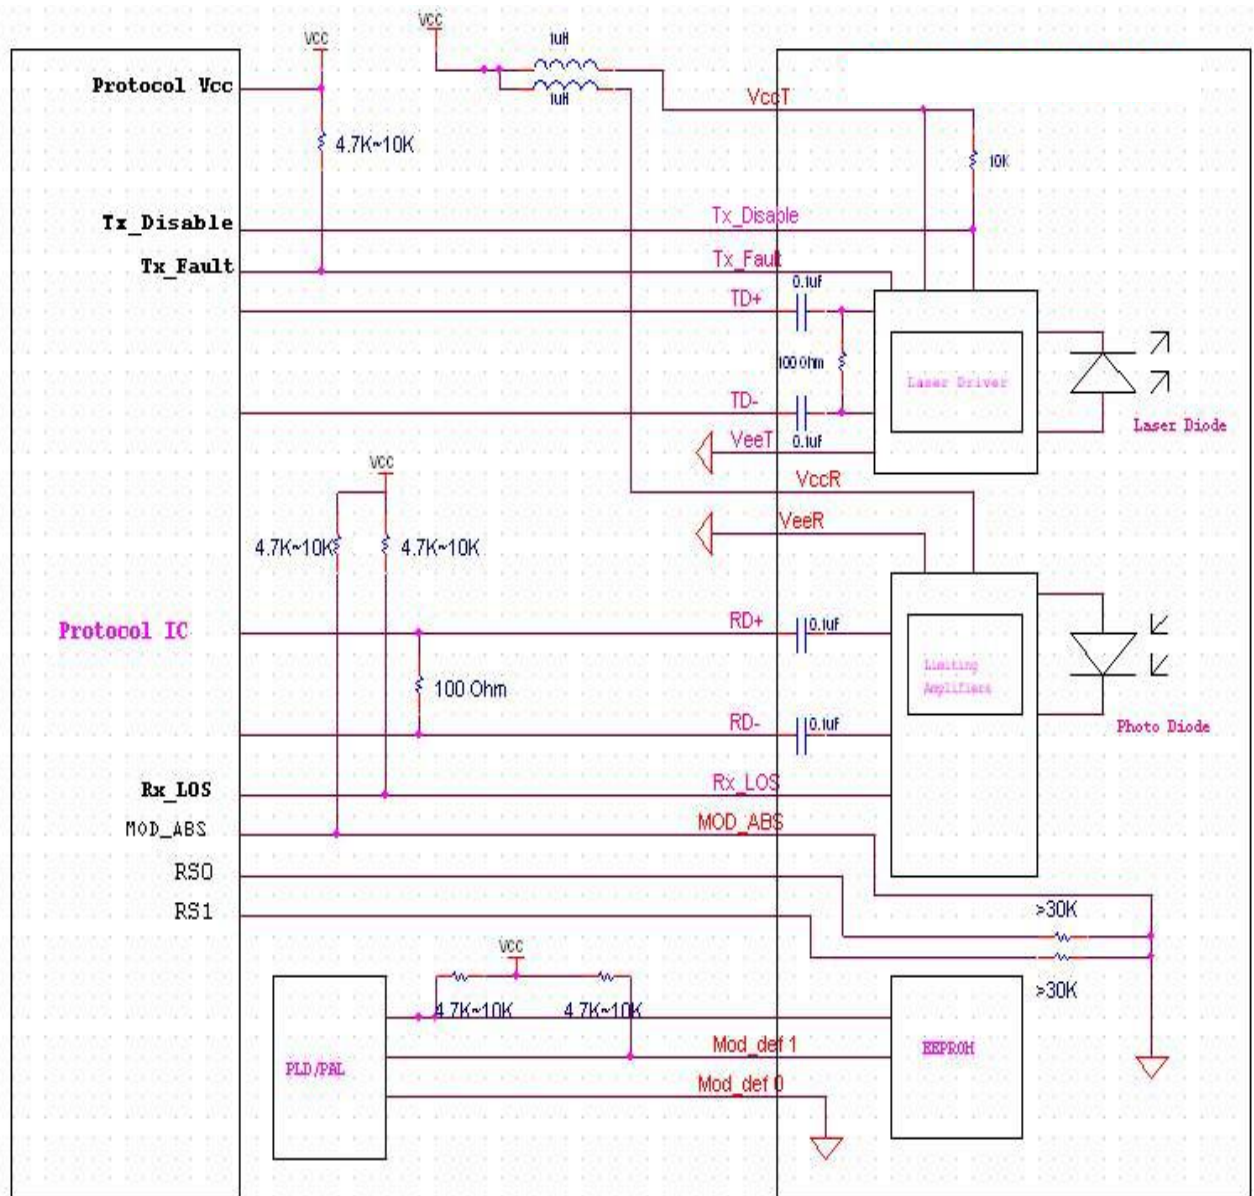 VCC
VCC
1uH
1uH
Protocol Vcc
VccT
4.7K~10K
10K
Tx_Disable
Tx_Disable
Tx_Fault
Tx_Fault
0.1uF
TD+
100 Ohm
Laser Driver
TD-
Laser Diode
VeeT
0.1uF
VCC
VccR
VeeR
4.7K~10K
4.7K~10K
Protocol IC
RD+
0.1uF
Limiting
Amplifiers
100 Ohm
RD-
0.1uF
Photo Diode
Rx_LOS
Rx_LOS
MOD_ABS
MOD_ABS
RS0
RS1
>30K
VCC
>30K
4.7K~10K
4.7K~10K
Mod_def 1
EEPROM
PLD/PAL
Mod_def 0